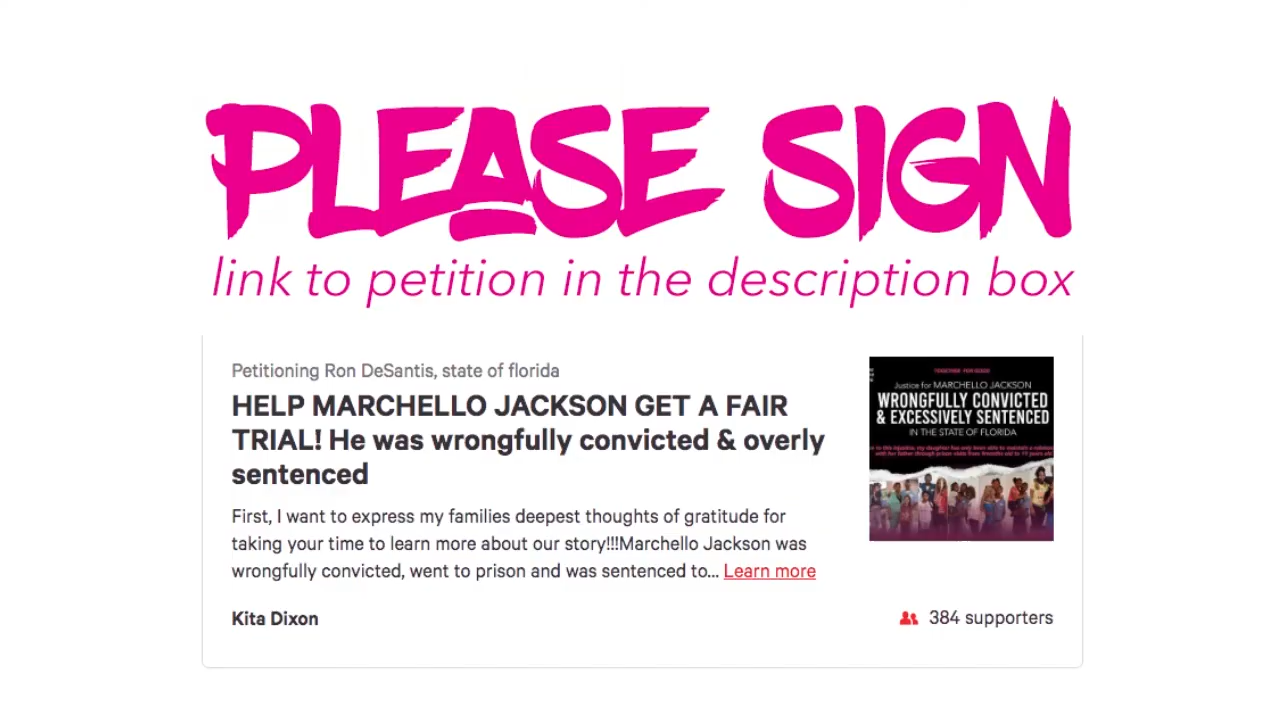 PLEASE SIGN
link to petition in the description box
Petitioning Ron DeSantis, state of florida
HELP MARCHELLO JACKSON GET A FAIR
TRIAL! He was wrongfully convicted & overly
sentenced
First, I want to express my families deepest thoughts of gratitude for
taking your time to learn more about our story!!!Marchello Jackson was
wrongfully convicted, went to prison and was sentenced to... Learn more
Kita Dixon
384 supporters
Justice for MARCHELLO JACKSON
WRONGFULLY CONVICTED
& EXCESSIVELY SENTENCED
IN THE STATE OF FLORIDA